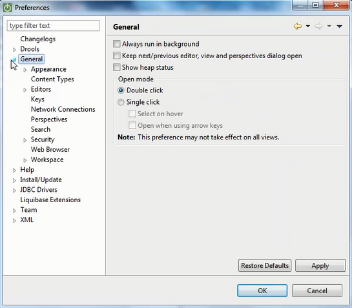 Preferences
type filter text
General
Changelogs
Drools
General
Appearance
Content Types
Editors
Keys
Network Connections
Perspectives
Search
Security
Web Browser
Workspace
Help
Install/Update
JDBC Drivers
Liquibase Extensions
Team
XML
Always run in background
Keep next/previous editor, view and perspectives dialog open
Show heap status
Open mode
Double click
Single click
Select on hover
Open when using arrow keys
Note: This preference may not take effect on all views.
Restore Defaults Apply
OK Cancel